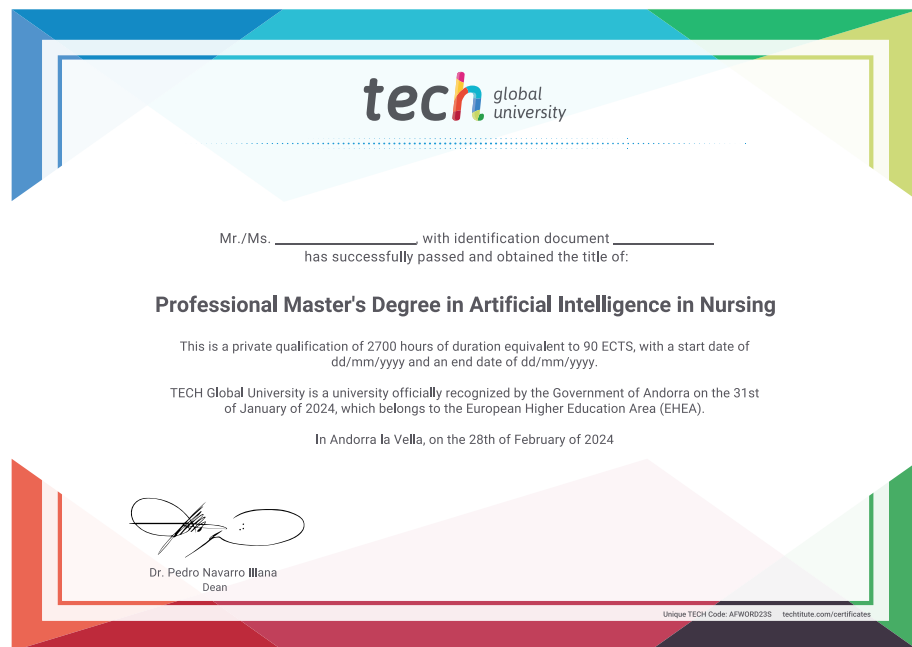 tech global
university
Mr./Ms. ____________________, with identification document ______________
has successfully passed and obtained the title of:
Professional Master's Degree in Artificial Intelligence in Nursing
This is a private qualification of 2700 hours of duration equivalent to 90 ECTS, with a start date of
dd/mm/yyyy and an end date of dd/mm/yyyy.
TECH Global University is a university officially recognized by the Government of Andorra on the 31st
of January of 2024, which belongs to the European Higher Education Area (EHEA).
In Andorra la Vella, on the 28th of February of 2024
Dr. Pedro Navarro Illana
Dean
Unique TECH Code: AFWORD23S techtitute.com/certificates